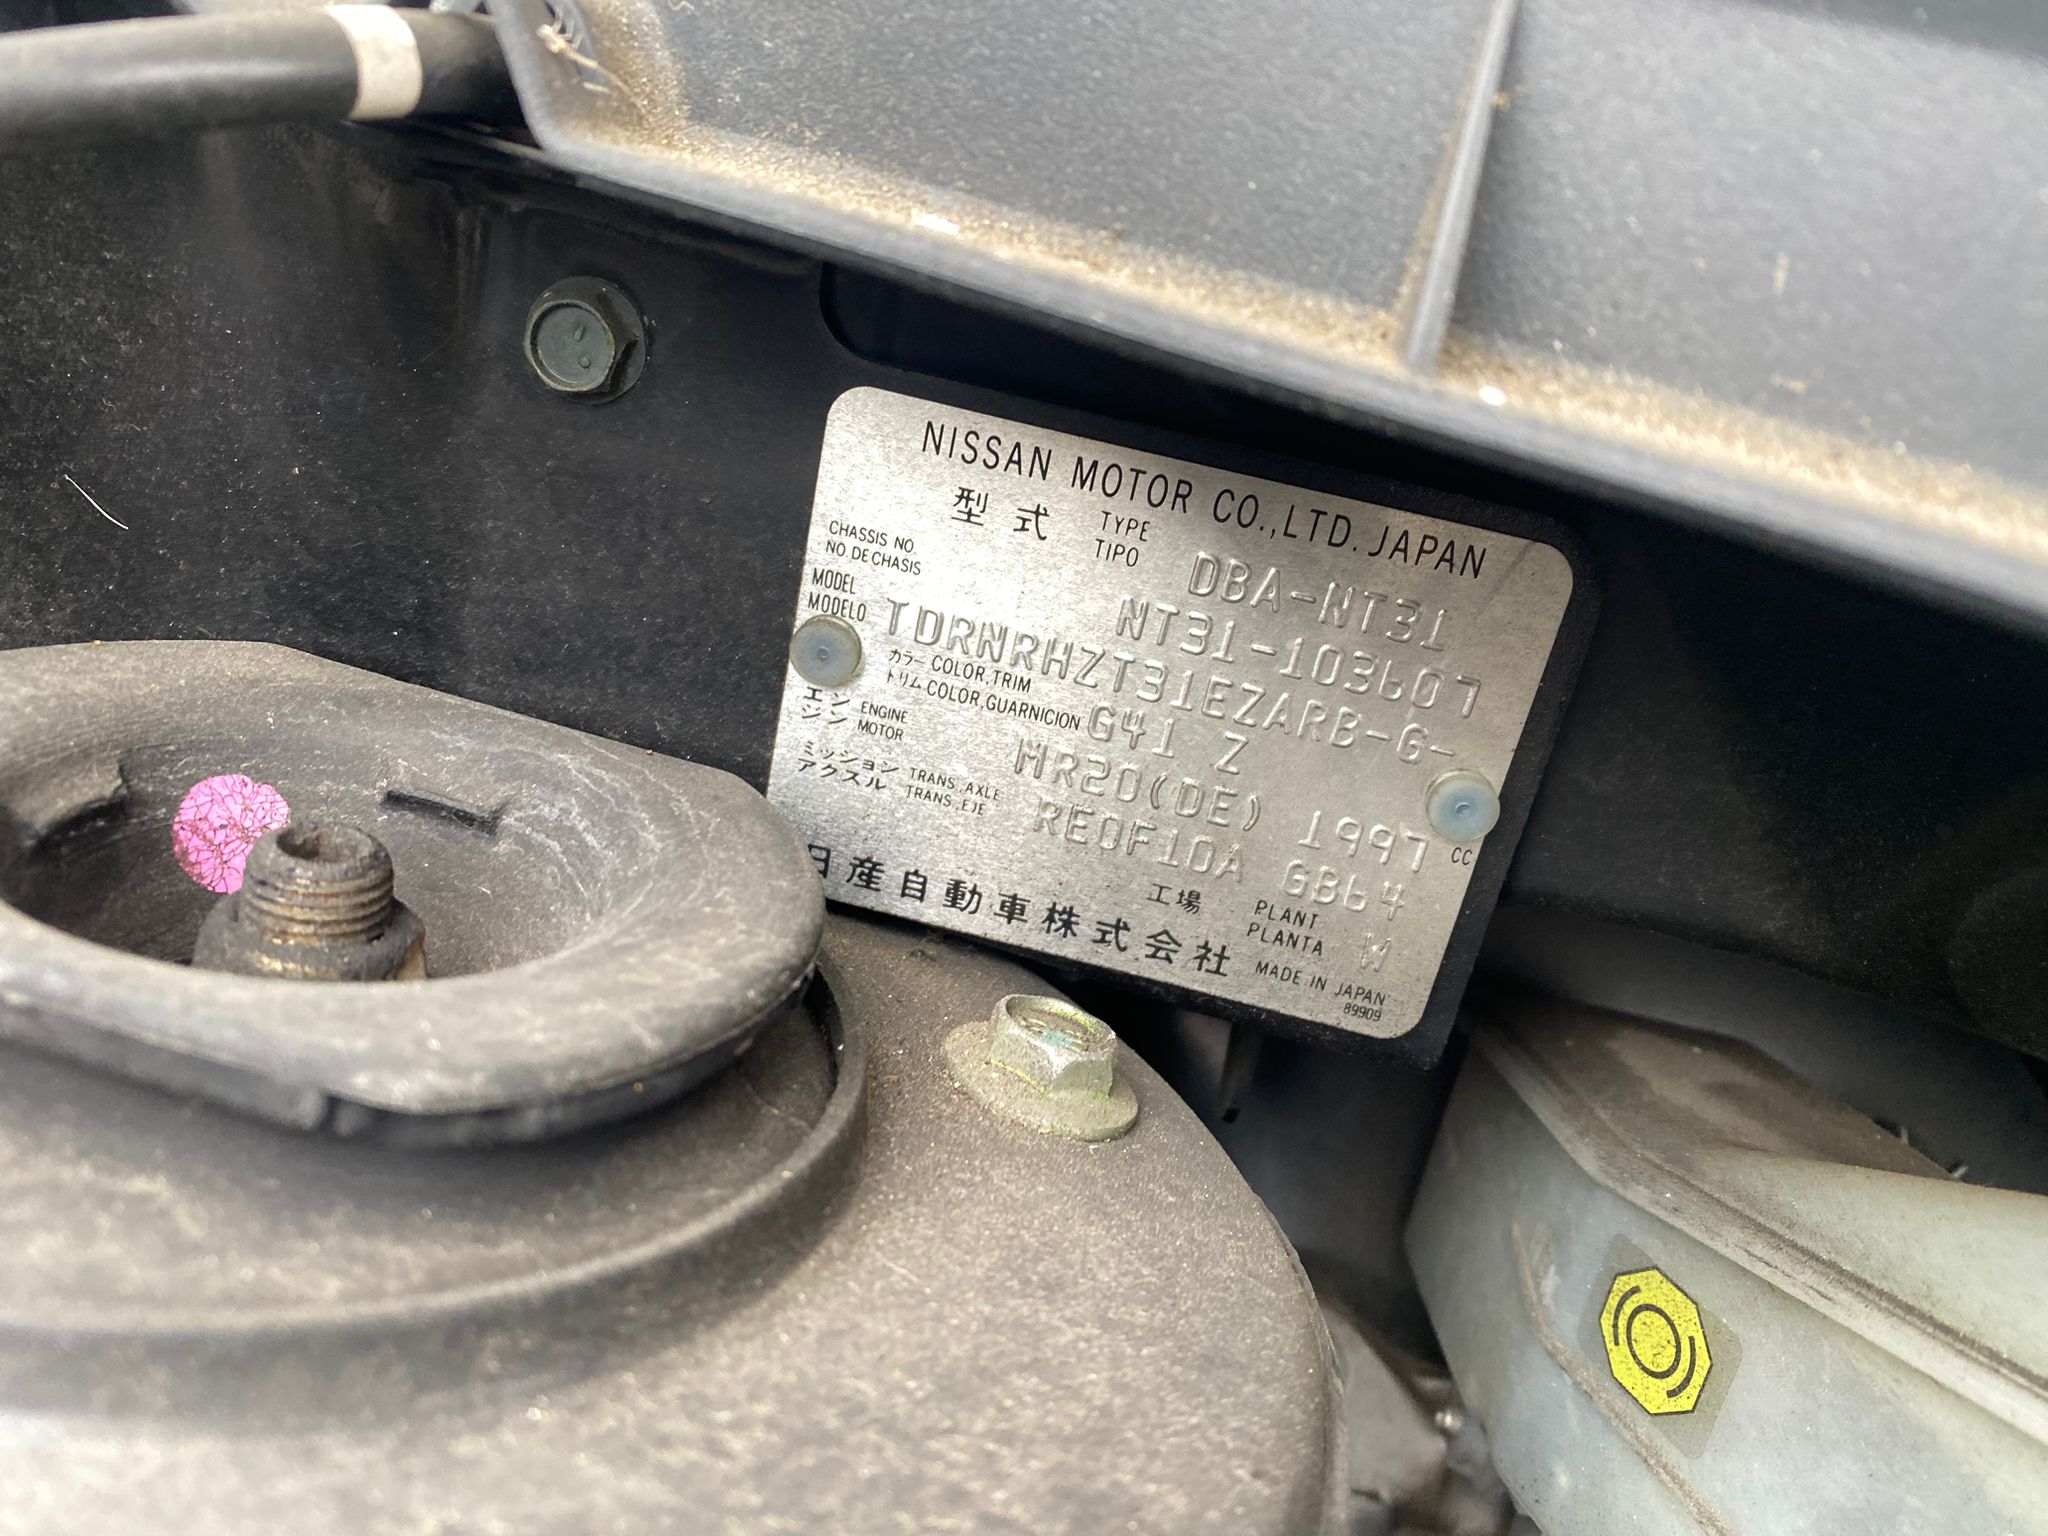 NISSAN MOTOR CO.,LTD. JAPAN
型式 TYPE TIPO DBA-NT31
CHASSIS NO. NO. DE CHASIS NT31-103607
MODEL MODELO TDRNRHZT31EZARB-G-
カラー COLOR,TRIM
トリム COLOR,GUARNICION G41 Z
エンジン ENGINE MOTOR MR20(DE) 1997 CC
ミッション TRANS.,AXLE
アクスル TRANS.,EJE RE0F10A GB64
工場 PLANT PLANTA W
日産自動車株式会社 MADE IN JAPAN
89909